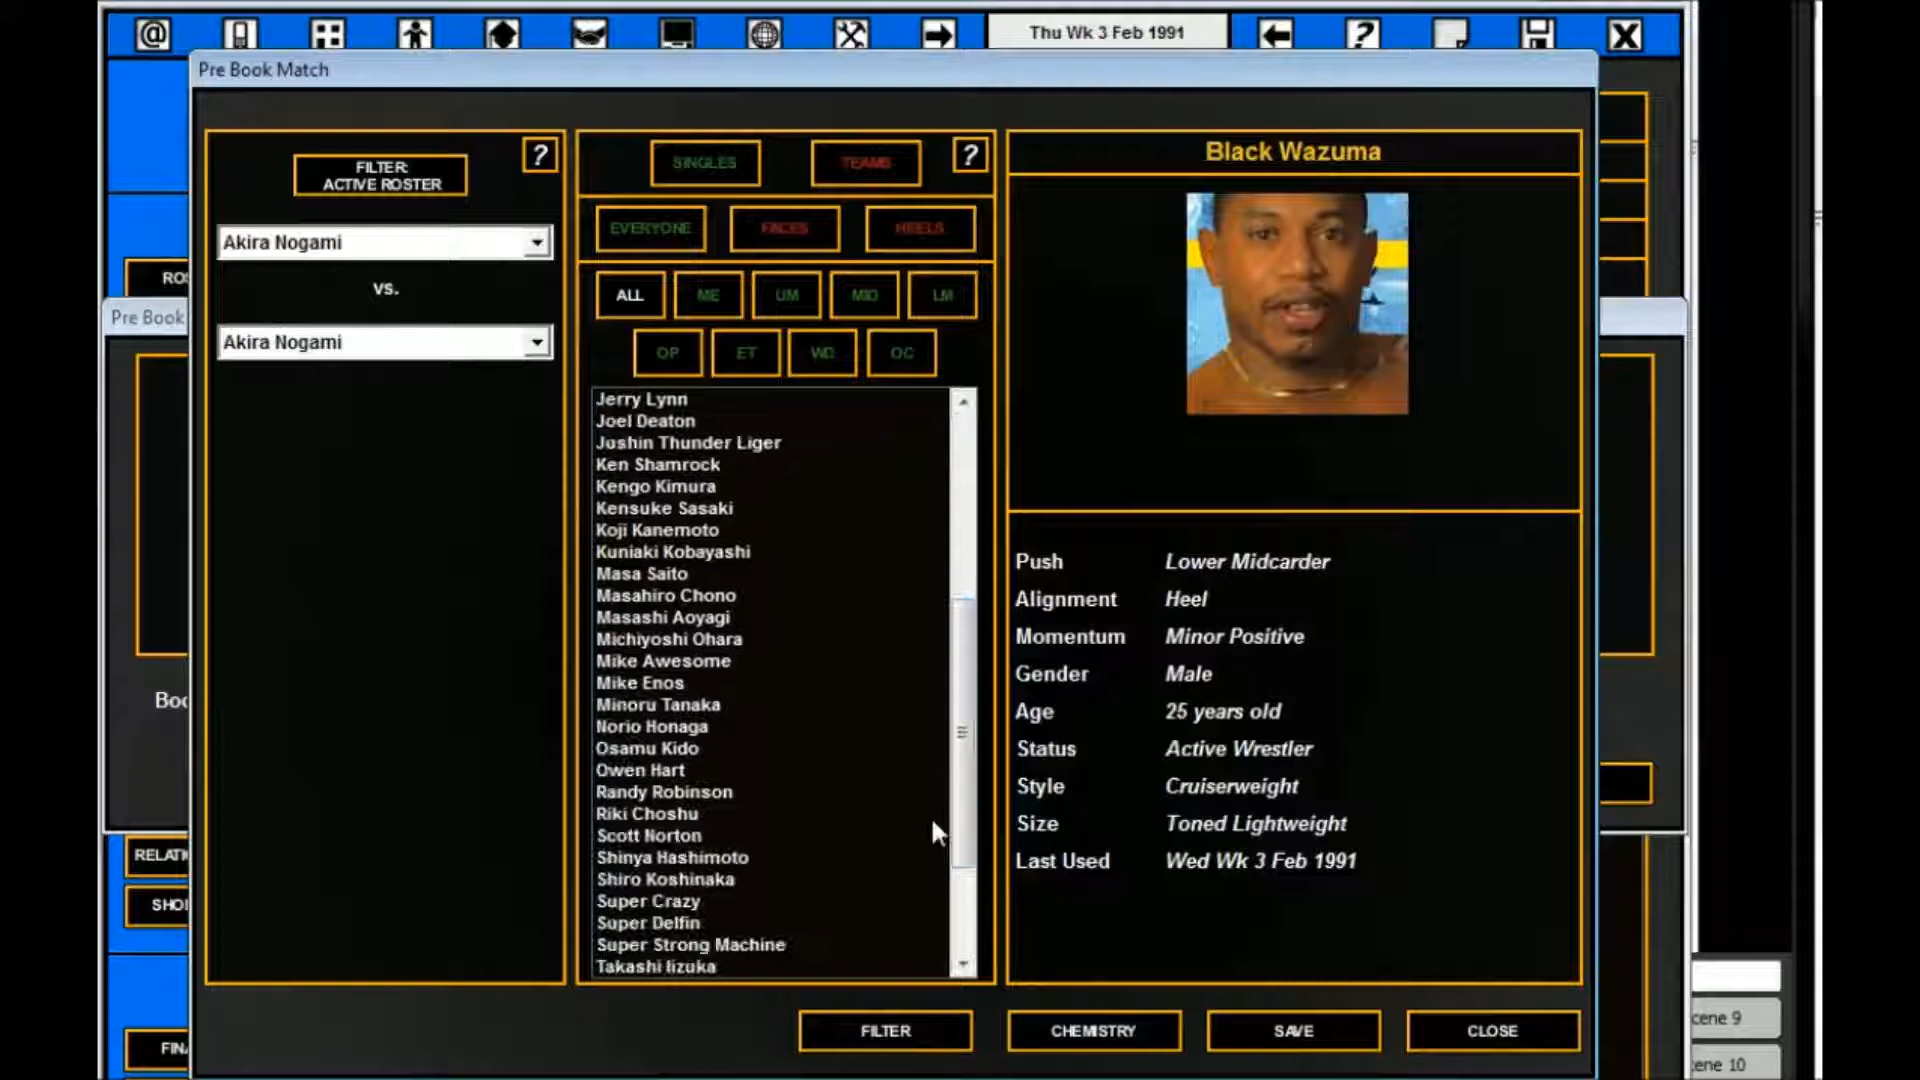 @
Thu Wk 3 Feb 1991
?
X
Pre Book Match
FILTER:
ACTIVE ROSTER
?
Akira Nogami
vs.
Akira Nogami
SINGLES
TEAMS
?
EVERYONE
FACES
HEELS
ALL
ME
UM
MID
LM
OP
ET
WD
OC
Jerry Lynn
Joel Deaton
Jushin Thunder Liger
Ken Shamrock
Kengo Kimura
Kensuke Sasaki
Koji Kanemoto
Kuniaki Kobayashi
Masa Saito
Masahiro Chono
Masashi Aoyagi
Michiyoshi Ohara
Mike Awesome
Mike Enos
Minoru Tanaka
Norio Honaga
Osamu Kido
Owen Hart
Randy Robinson
Riki Choshu
Scott Norton
Shinya Hashimoto
Shiro Koshinaka
Super Crazy
Super Delfin
Super Strong Machine
Takashi Iizuka
Black Wazuma
Push Lower Midcarder
Alignment Heel
Momentum Minor Positive
Gender Male
Age 25 years old
Status Active Wrestler
Style Cruiserweight
Size Toned Lightweight
Last Used Wed Wk 3 Feb 1991
FILTER
CHEMISTRY
SAVE
CLOSE
ROS
Pre Book
Boo
RELATI
SHO
FINA
cene 9
ene 10